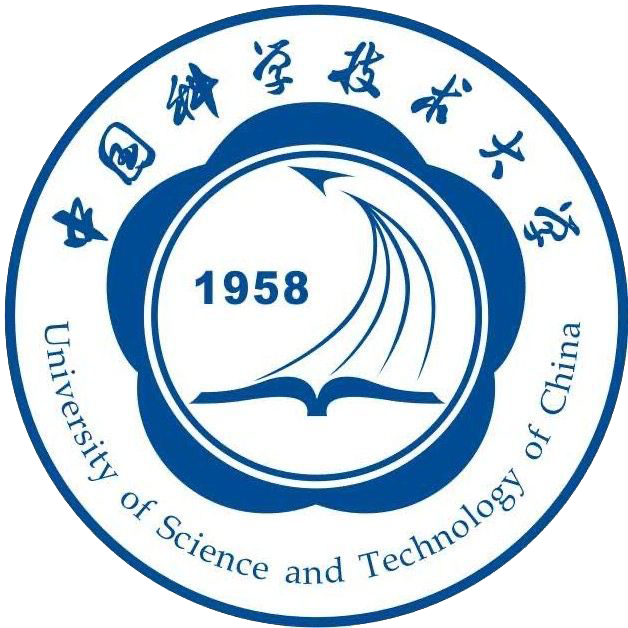 中国科学技术大学
1958
University of Science and Technology of China